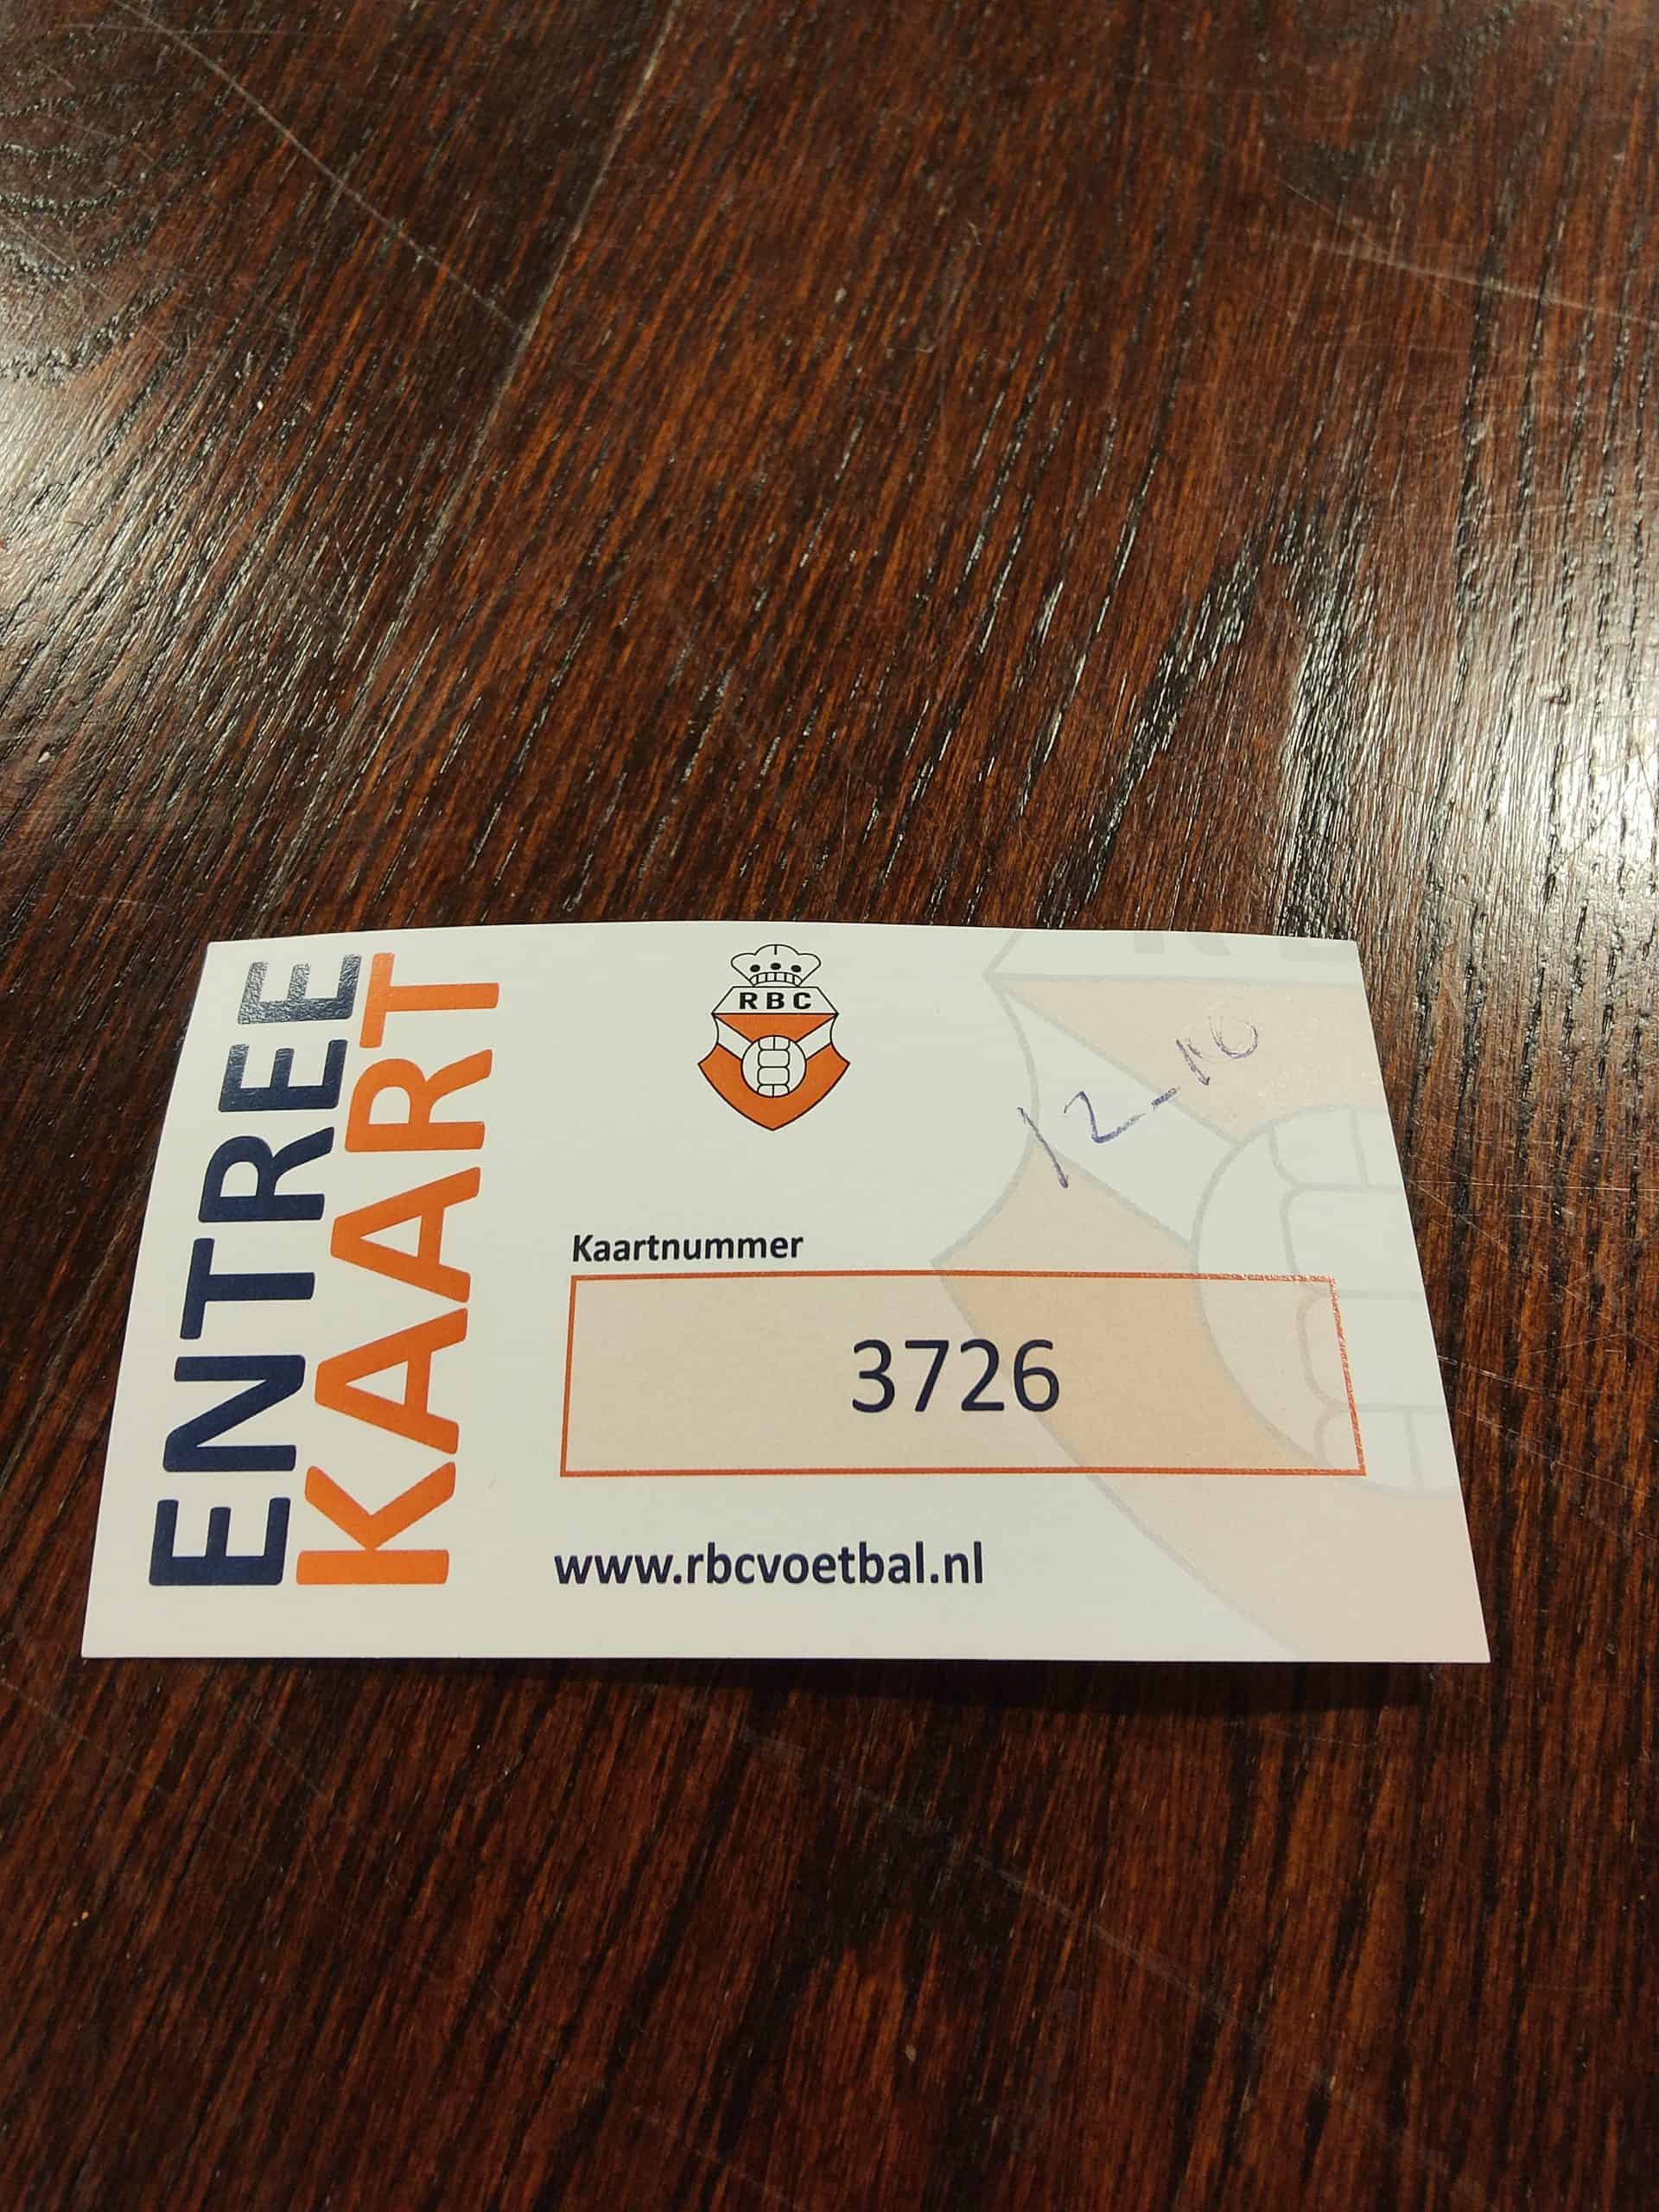 ENTREE
KAART
RBC
12-10
Kaartnummer
3726
www.rbcvoetbal.nl